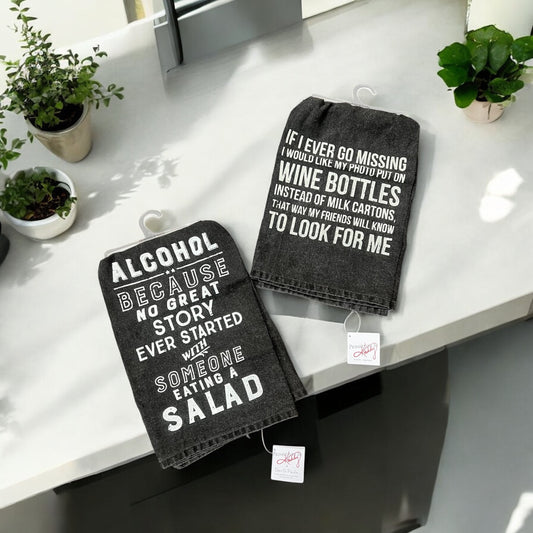 ALCOHOL
BECAUSE
NO GREAT
STORY
EVER STARTED
WITH
SOMEONE
EATING A
SALAD
IF I EVER GO MISSING
I WOULD LIKE MY PHOTO PUT ON
WINE BOTTLES
INSTEAD OF MILK CARTONS
THAT WAY MY FRIENDS WILL KNOW
TO LOOK FOR ME